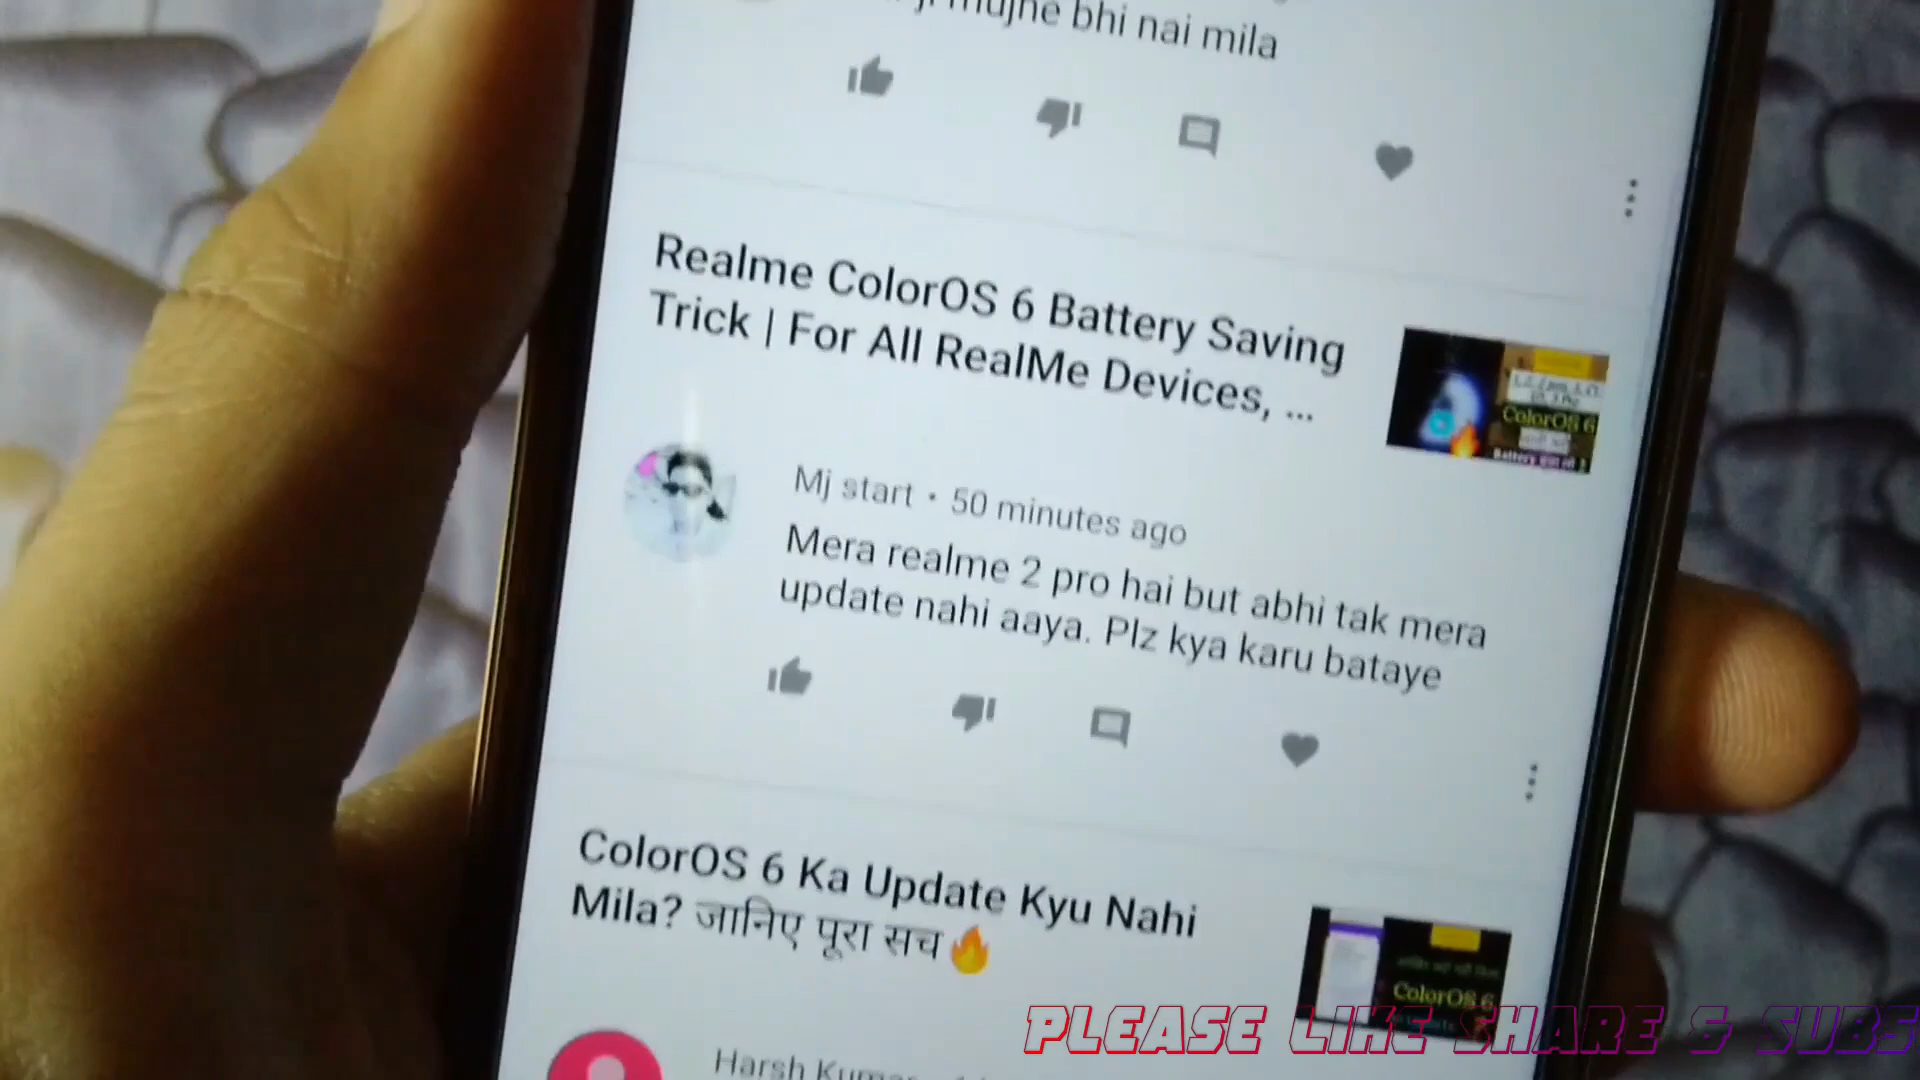 mujhe bhi nai mila
Realme ColorOS 6 Battery Saving
Trick | For All RealMe Devices, ...
ColorOS 6
Mj start • 50 minutes ago
Mera realme 2 pro hai but abhi tak mera
update nahi aaya. Plz kya karu bataye
ColorOS 6 Ka Update Kyu Nahi
Mila? जानिए पूरा सच🔥
ColorOS 6
PLEASE LIKE SHARE & SUBS
Harsh